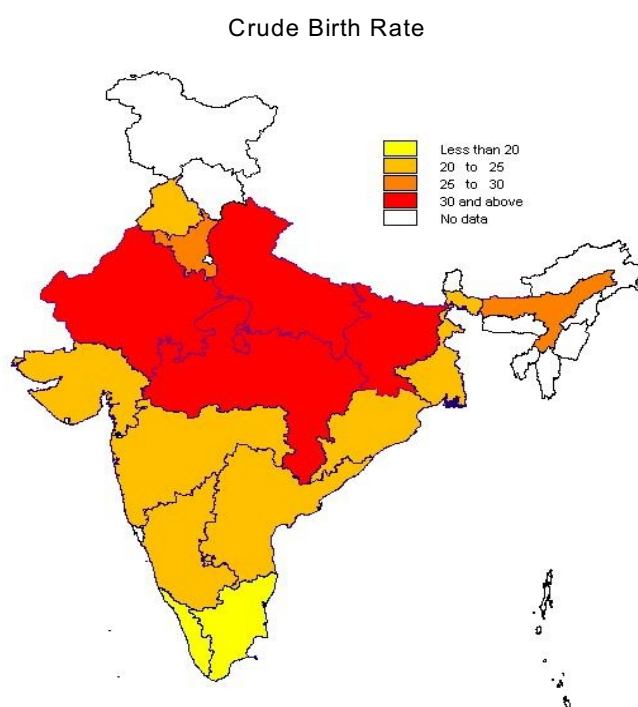 Crude Birth Rate
Less than 20
20 to 25
25 to 30
30 and above
No data